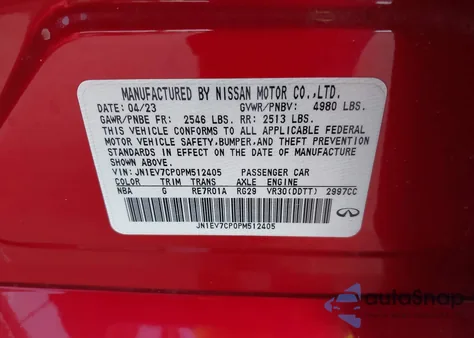 MANUFACTURED BY NISSAN MOTOR CO.,LTD.
DATE: 04/23 GVWR/PNBV: 4980 LBS.
GAWR/PNBE FR: 2546 LBS. RR: 2513 LBS.
THIS VEHICLE CONFORMS TO ALL APPLICABLE FEDERAL
MOTOR VEHICLE SAFETY,BUMPER,AND THEFT PREVENTION
STANDARDS IN EFFECT ON THE DATE OF MANUFACTURE
SHOWN ABOVE.
VIN: JN1EV7CP0PM512405 PASSENGER CAR
COLOR TRIM TRANS AXLE ENGINE
NBA G RE7R01A RG29 VR30(DDTT) 2997CC
JN1EV7CP0PM512405
autoSnap